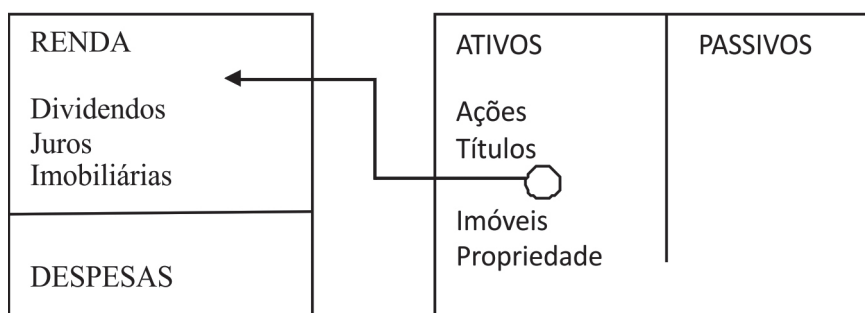 RENDA
Dividendos
Juros
Imobiliárias
DESPESAS
ATIVOS
Ações
Títulos
Imóveis
Propriedade
PASSIVOS